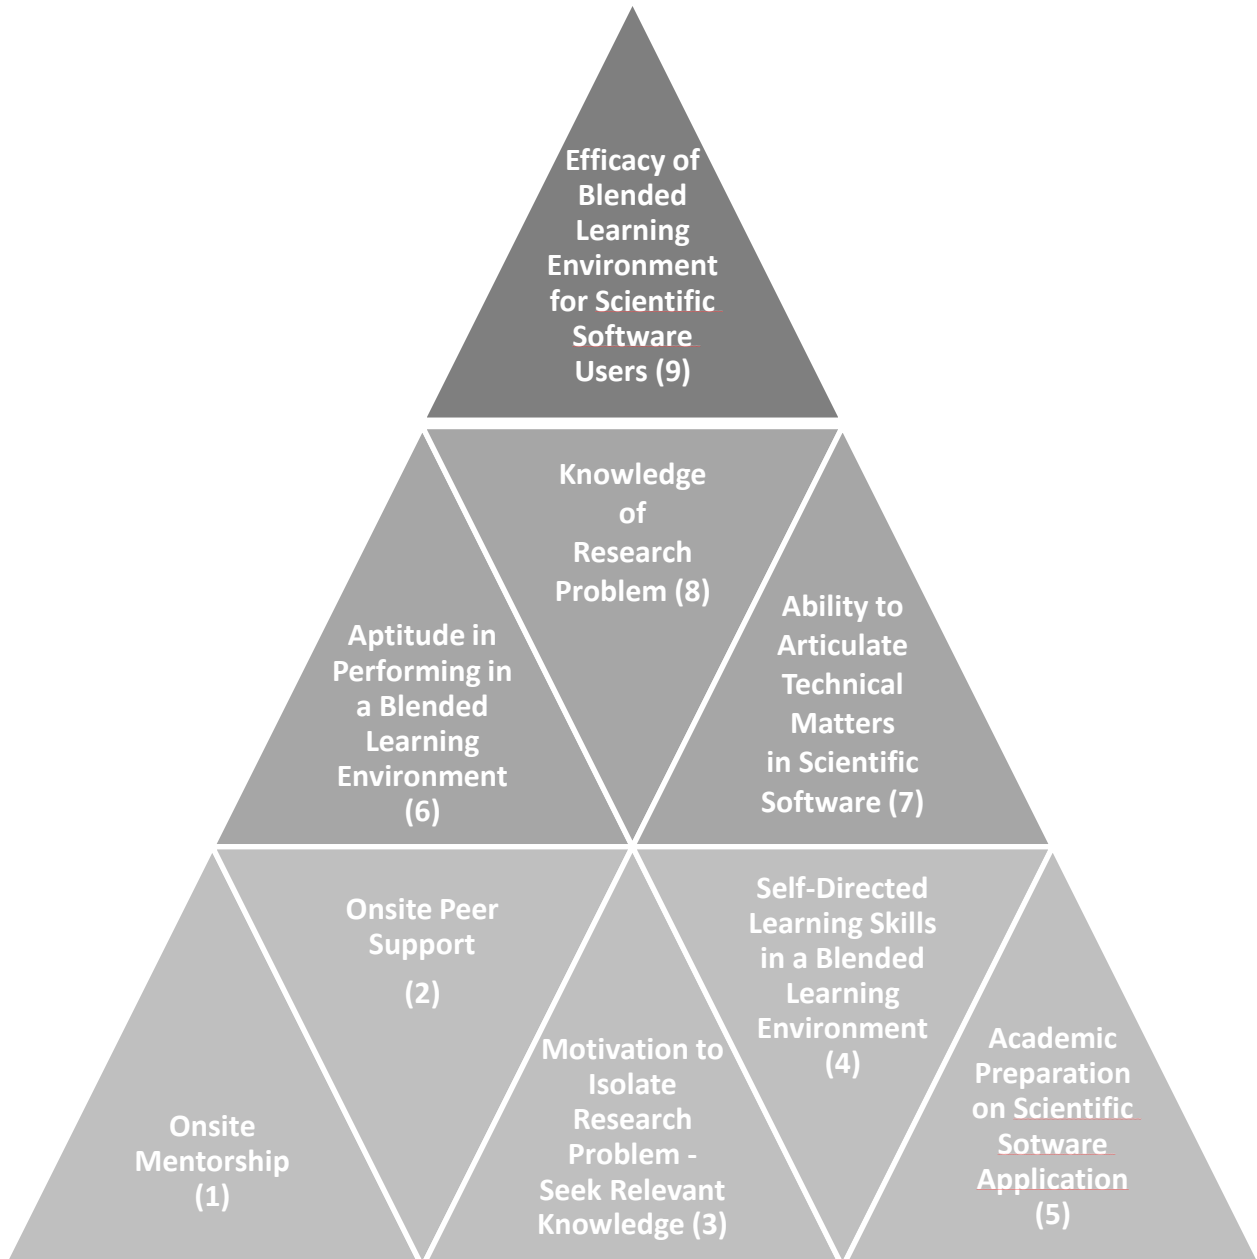 Efficacy of
Blended
Learning
Environment
for Scientific
Software
Users (9)
Knowledge
of
Research
Problem (8)
Aptitude in
Performing in
a Blended
Learning
Environment
(6)
Ability to
Articulate
Technical
Matters
in Scientific
Software (7)
Onsite Mentorship
(1)
Onsite Peer
Support
(2)
Motivation to
Isolate
Research
Problem -
Seek Relevant
Knowledge (3)
Self-Directed
Learning Skills
in a Blended
Learning
Environment
(4)
Academic
Preparation
on Scientific
Sotware
Application
(5)